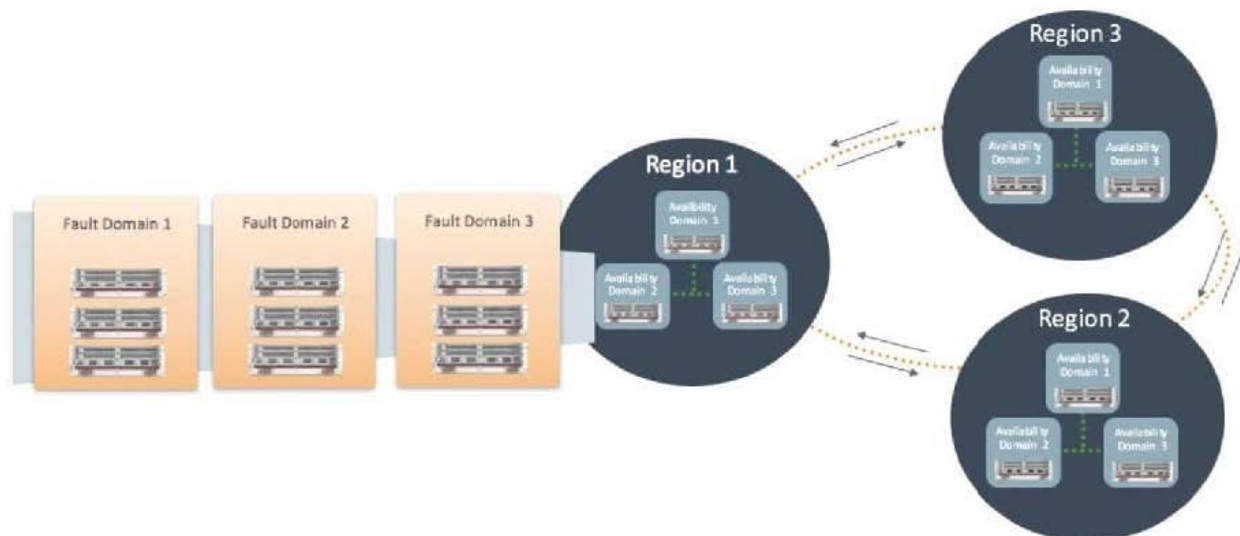 Fault Domain 1
Fault Domain 2
Fault Domain 3
Region 1
Availability
Domain 1
Availability
Domain 2
Availability
Domain 3
Region 3
Availability
Domain 1
Availability
Domain 2
Availability
Domain 3
Region 2
Availability
Domain 1
Availability
Domain 2
Availability
Domain 3